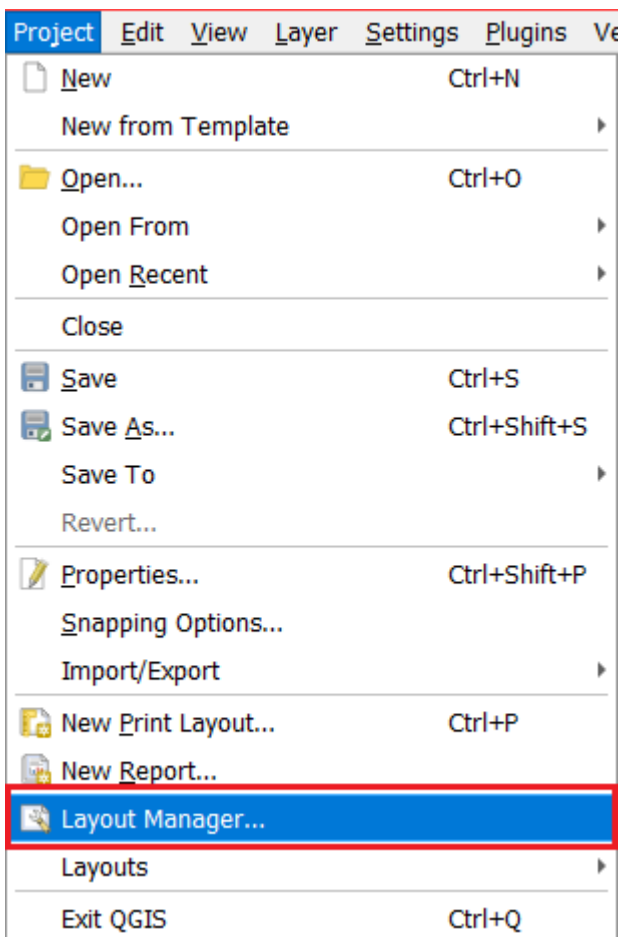 Project Edit View Layer Settings Plugins Ve
New Ctrl+N
New from Template
Open... Ctrl+O
Open From
Open Recent
Close
Save Ctrl+S
Save As... Ctrl+Shift+S
Save To
Revert...
Properties... Ctrl+Shift+P
Snapping Options...
Import/Export
New Print Layout... Ctrl+P
New Report...
Layout Manager...
Layouts
Exit QGIS Ctrl+Q